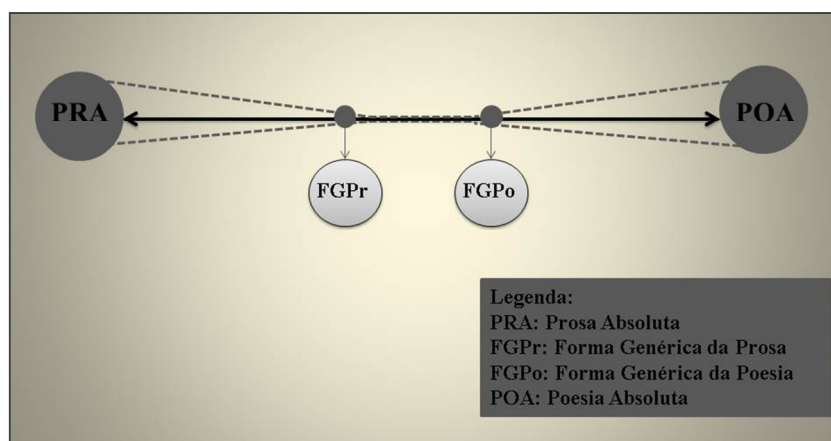 PRA
POA
FGPr
FGPo
Legenda:
PRA: Prosa Absoluta
FGPr: Forma Genérica da Prosa
FGPo: Forma Genérica da Poesia
POA: Poesia Absoluta